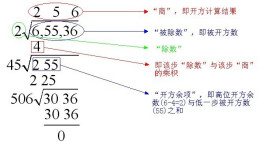 2 5 6
“商”，即开方计算结果
2 6,55,36
“被除数”，即被开方数
“除数”
4
即该步“除数”与该步“商”
的乘积
45 2 55
“开方余项”，即高位开方余
数(6-4=2)与低一步被开方数
(55)之和
2 25
506 30 36
30 36
0